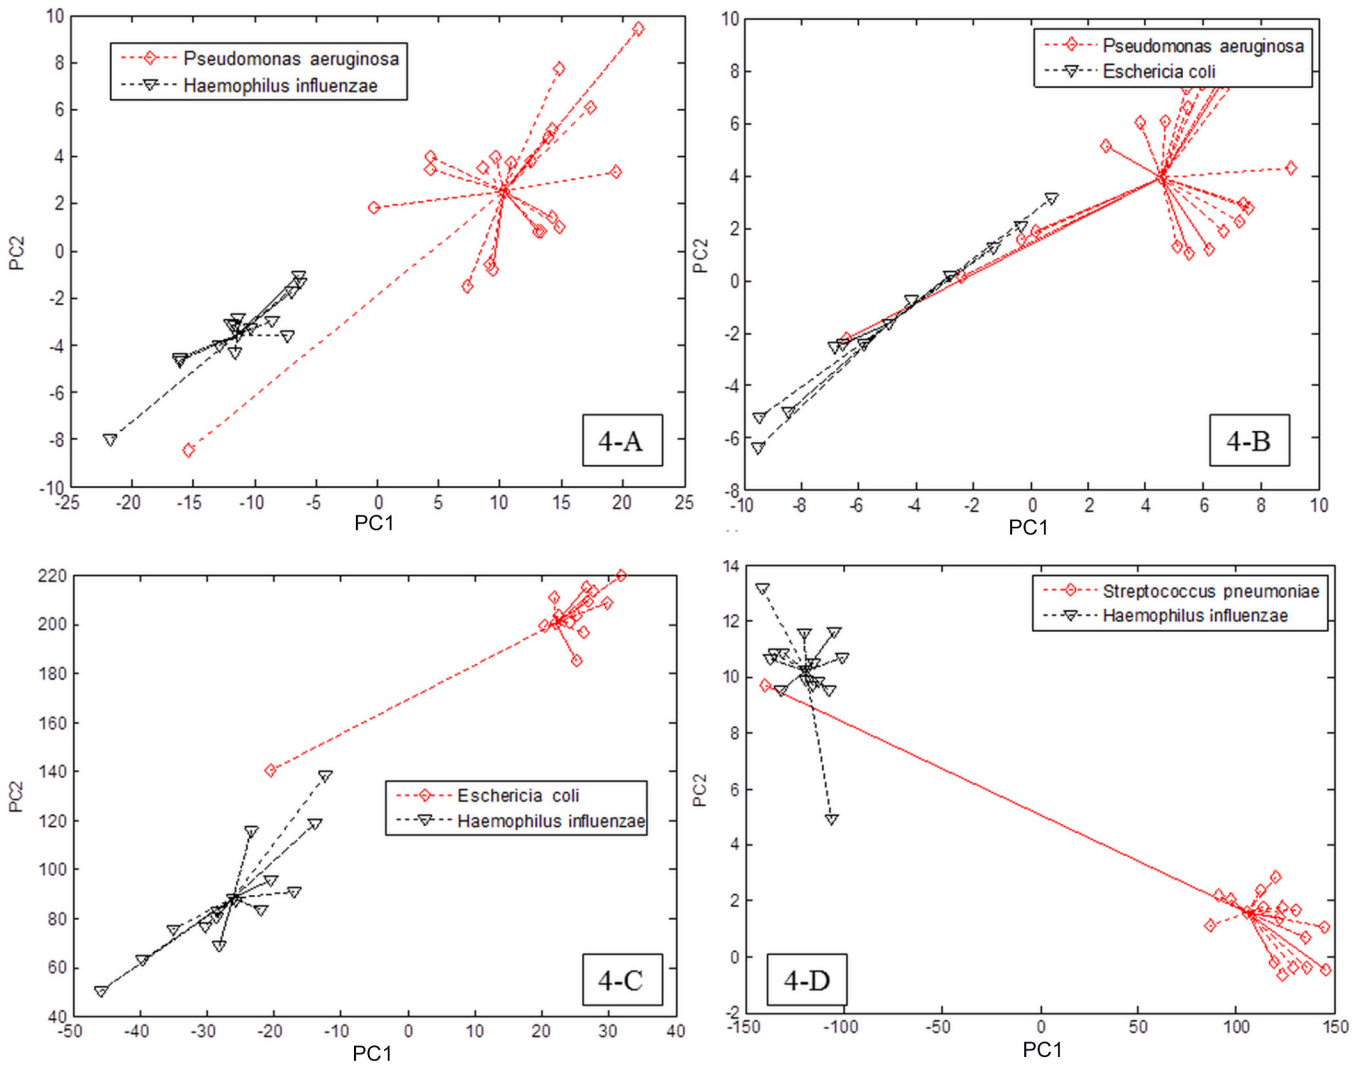 10
8
6
4
2
0
-2
-4
-6
-8
-10
PC2
Pseudomonas aeruginosa
Haemophilus influenzae
4-A
-25 -20 -15 -10 -5 0 5 10 15 20 25
PC1
10
8
6
4
2
0
-2
-4
-6
-8
PC2
Pseudomonas aeruginosa
Eschericia coli
4-B
-10 -8 -6 -4 -2 0 2 4 6 8 10
PC1
220
200
180
160
140
120
100
80
60
40
PC2
Eschericia coli
Haemophilus influenzae
4-C
-50 -40 -30 -20 -10 0 10 20 30 40
PC1
14
12
10
8
6
4
2
0
-2
PC2
Streptococcus pneumoniae
Haemophilus influenzae
4-D
-150 -100 -50 0 50 100 150
PC1